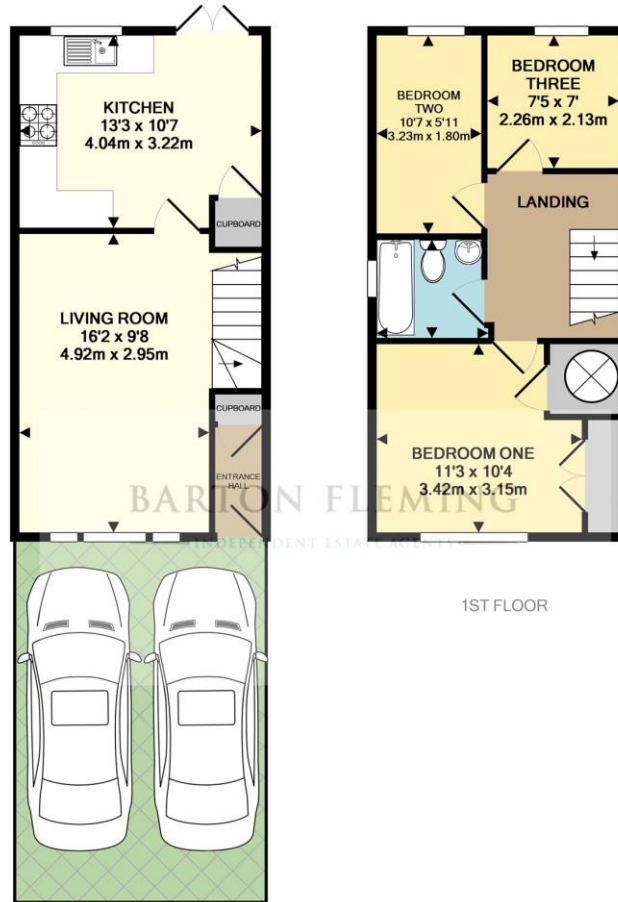 KITCHEN
13'3 x 10'7
4.04m x 3.22m
CUPBOARD
LIVING ROOM
16'2 x 9'8
4.92m x 2.95m
CUPBOARD
ENTRANCE
HALL
BEDROOM
TWO
10'7 x 5'11
3.23m x 1.80m
BEDROOM
THREE
7'5 x 7'
2.26m x 2.13m
LANDING
BEDROOM ONE
11'3 x 10'4
3.42m x 3.15m
BARTON FLEMING
INDEPENDENT ESTATE AGENTS
1ST FLOOR